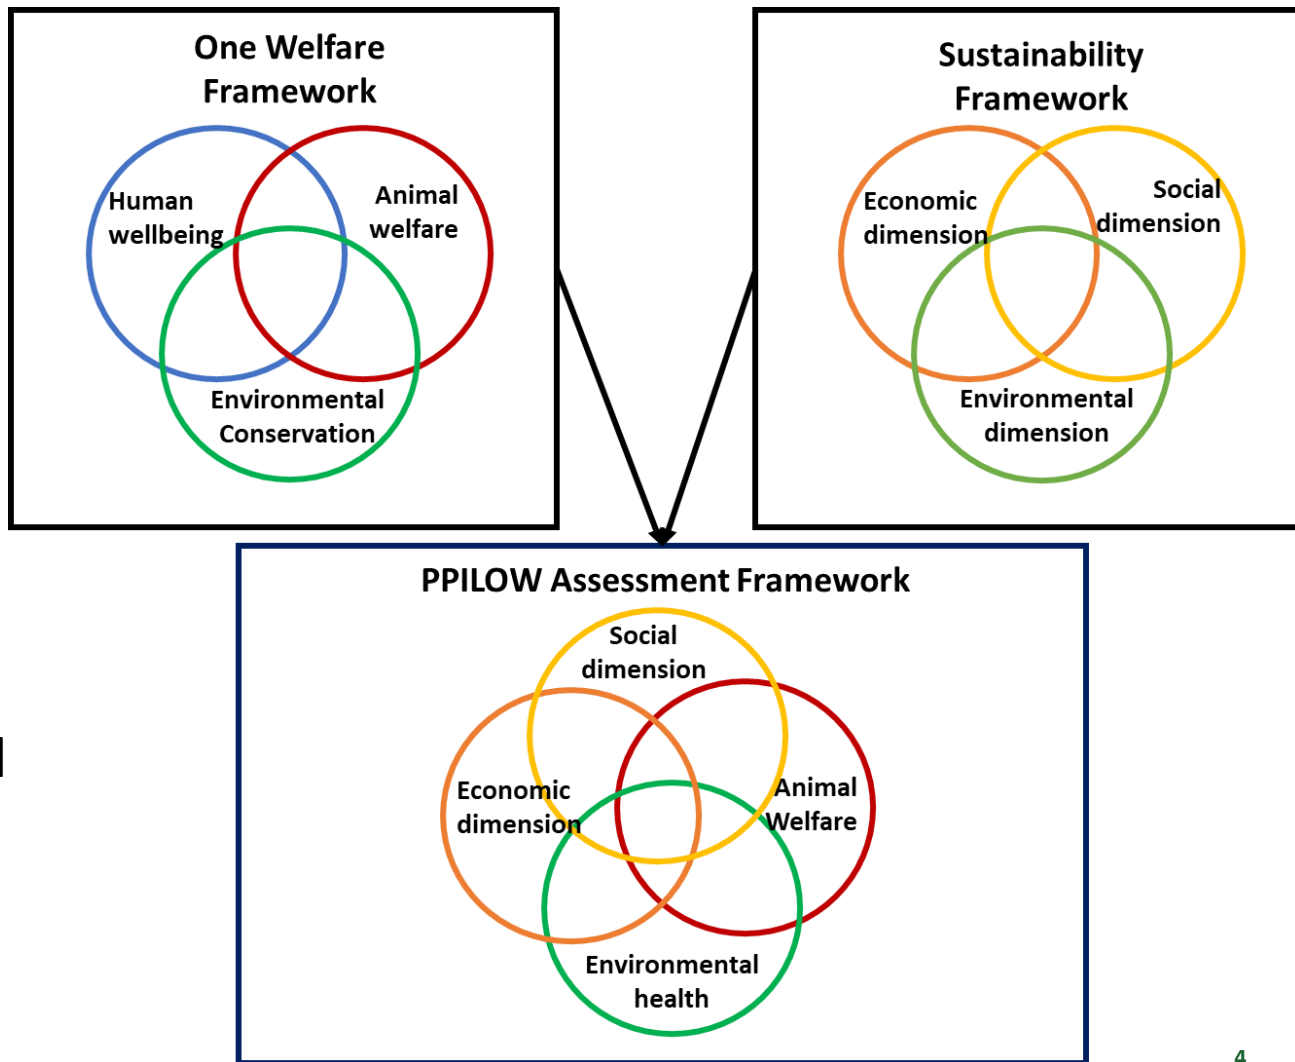 One Welfare
Framework
Human
wellbeing
Animal
welfare
Environmental
Conservation
Sustainability
Framework
Economic
dimension
Social
dimension
Environmental
dimension
PPILOW Assessment Framework
Social
dimension
Economic
dimension
Animal
Welfare
Environmental
health
4